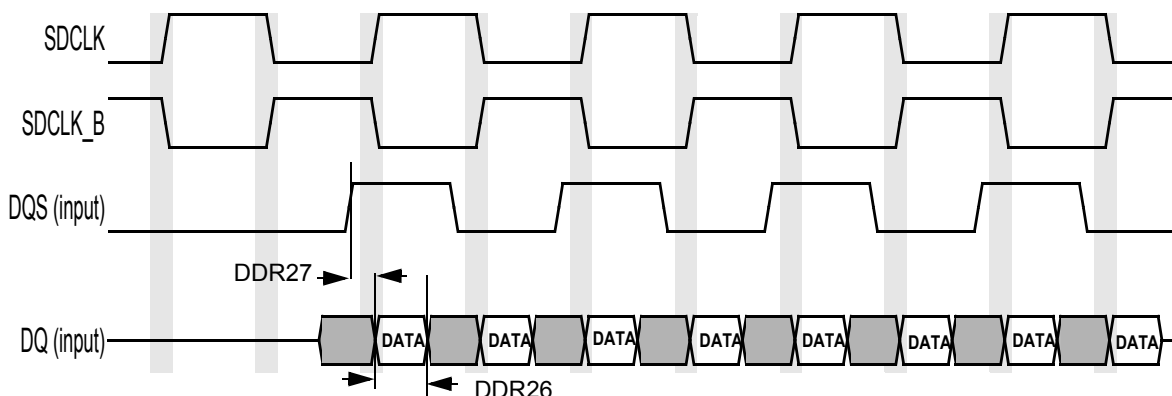 SDCLK
SDCLK_B
DQS (input)
DDR27
DQ (input)
DATA DATA DATA DATA DATA DATA DATA DATA
DDR26